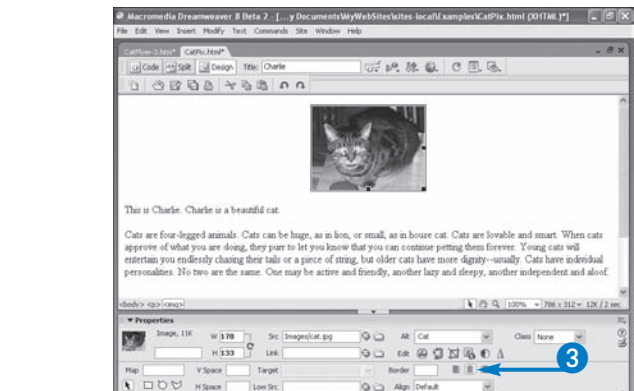 Macromedia Dreamweaver 8 Beta 2 - [...y Documents\MyWebSites\sites-local\Examples\CatPix.html (XHTML)*]
File Edit View Insert Modify Text Commands Site Window Help
CatFlyer-3.htm* CatPix.html*
Code Split Design Title: Charlie
This is Charlie. Charlie is a beautiful cat.
Cats are four-legged animals. Cats can be huge, as in lion, or small, as in house cat. Cats are lovable and smart. When cats
approve of what you are doing, they purr to let you know that you can continue petting them forever. Young cats will
entertain you endlessly chasing their tails or a piece of string, but older cats have more dignity--usually. Cats have individual
personalities. No two are the same. One may be active and friendly, another lazy and sleepy, another independent and aloof.
<body> <p> <img> 100% 786 x 312 12K / 2 sec
Properties
Image, 11K W 178 Src Images/cat.jpg Alt Cat Class None
H 133 Link Edit
3
Map V Space Target Border
H Space Low Src Align Default